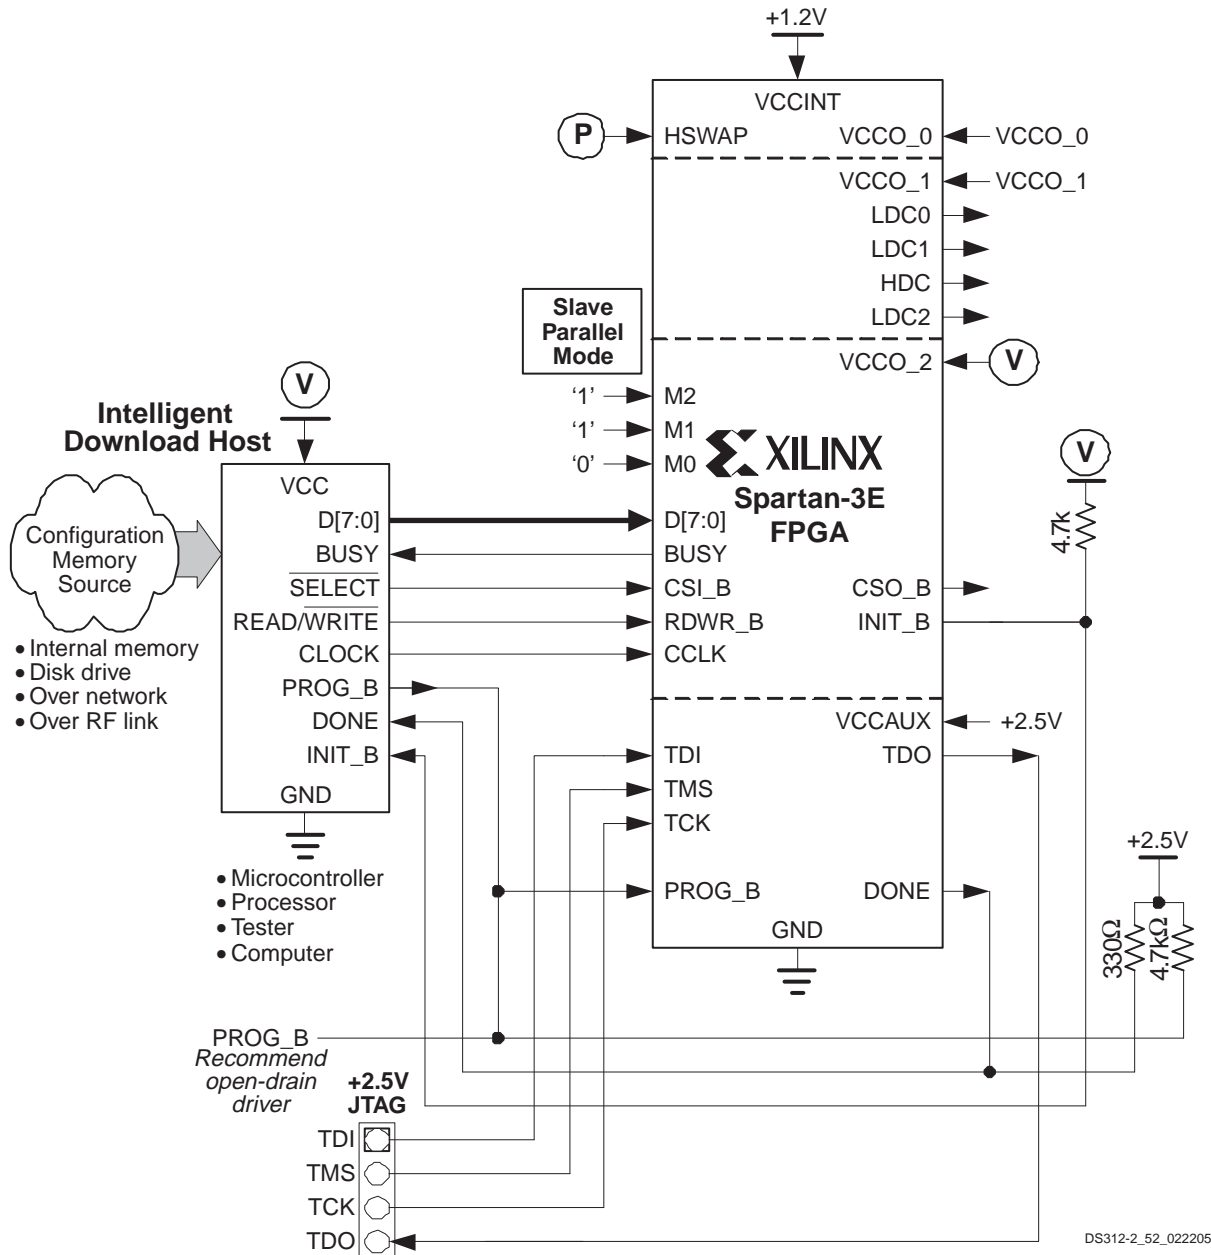 +1.2V
VCCINT
P
HSWAP
VCCO_0
VCCO_0
VCCO_1
VCCO_1
LDC0
LDC1
HDC
LDC2
Slave
Parallel
Mode
VCCO_2
V
‘1’
M2
‘1’
M1
‘0’
M0
XILINX
Spartan-3E
FPGA
V
4.7k
V
Intelligent
Download Host
VCC
Configuration
Memory
Source
D[7:0]
BUSY
SELECT
READ/WRITE
CLOCK
PROG_B
DONE
INIT_B
GND
D[7:0]
BUSY
CSI_B
RDWR_B
CCLK
CSO_B
INIT_B
• Internal memory
• Disk drive
• Over network
• Over RF link
VCCAUX
+2.5V
TDI
TDO
TMS
TCK
PROG_B
DONE
GND
• Microcontroller
• Processor
• Tester
• Computer
+2.5V
330Ω
4.7kΩ
PROG_B
Recommend
open-drain
driver
+2.5V
JTAG
TDI
TMS
TCK
TDO
DS312-2_52_022205